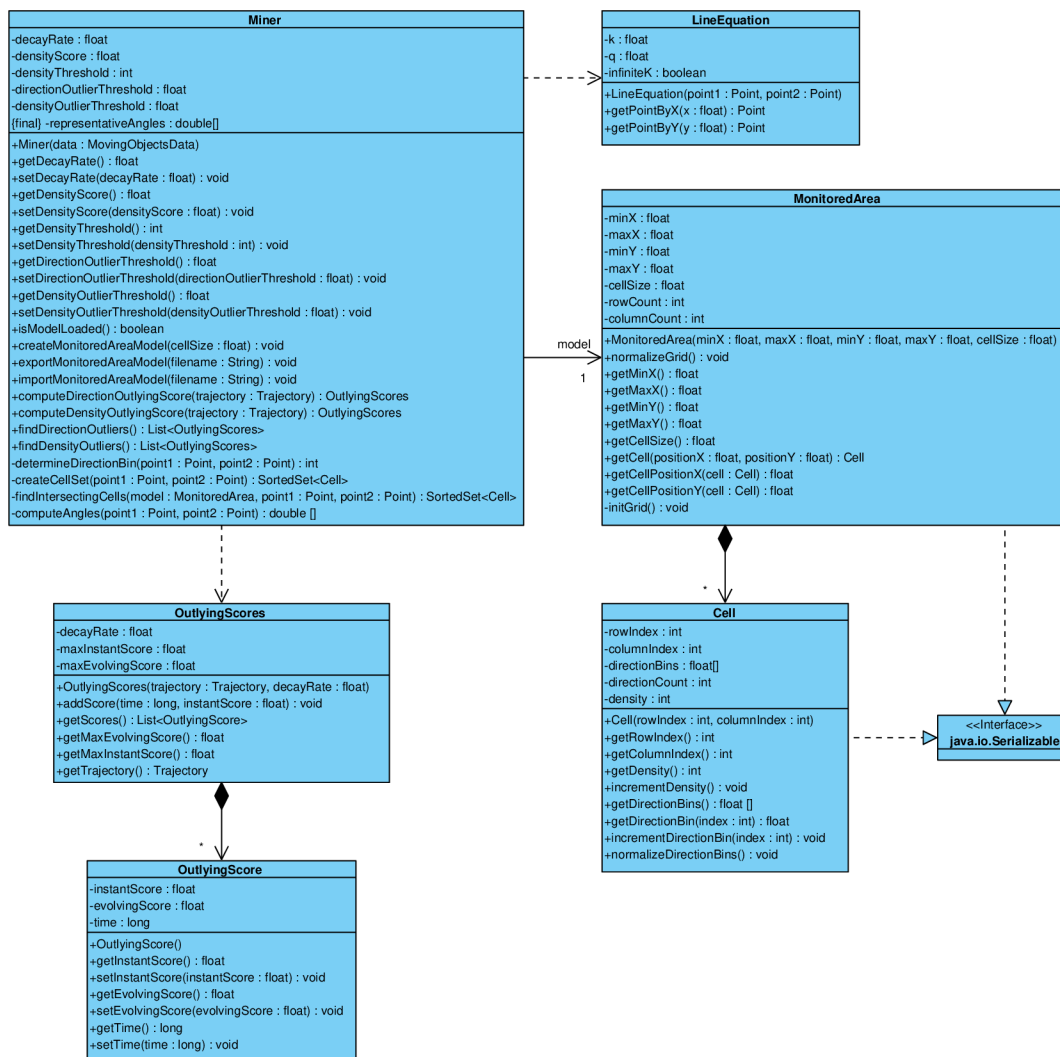 Miner
-decayRate : float
-densityScore : float
-densityThreshold : int
-directionOutlierThreshold : float
-densityOutlierThreshold : float
{final} -representativeAngles : double[]
+Miner(data : MovingObjectsData)
+getDecayRate() : float
+setDecayRate(decayRate : float) : void
+getDensityScore() : float
+setDensityScore(densityScore : float) : void
+getDensityThreshold() : int
+setDensityThreshold(densityThreshold : int) : void
+getDirectionOutlierThreshold() : float
+setDirectionOutlierThreshold(directionOutlierThreshold : float) : void
+getDensityOutlierThreshold() : float
+setDensityOutlierThreshold(densityOutlierThreshold : float) : void
+isModelLoaded() : boolean
+createMonitoredAreaModel(cellSize : float) : void
+exportMonitoredAreaModel(filename : String) : void
+importMonitoredAreaModel(filename : String) : void
+computeDirectionOutlyingScore(trajectory : Trajectory) : OutlyingScores
+computeDensityOutlyingScore(trajectory : Trajectory) : OutlyingScores
+findDirectionOutliers() : List<OutlyingScores>
+findDensityOutliers() : List<OutlyingScores>
-determineDirectionBin(point1 : Point, point2 : Point) : int
-createCellSet(point1 : Point, point2 : Point) : SortedSet<Cell>
-findIntersectingCells(model : MonitoredArea, point1 : Point, point2 : Point) : SortedSet<Cell>
-computeAngles(point1 : Point, point2 : Point) : double []
LineEquation
-k : float
-q : float
-infiniteK : boolean
+LineEquation(point1 : Point, point2 : Point)
+getPointByX(x : float) : Point
+getPointByY(y : float) : Point
model
1
MonitoredArea
-minX : float
-maxX : float
-minY : float
-maxY : float
-cellSize : float
-rowCount : int
-columnCount : int
+MonitoredArea(minX : float, maxX : float, minY : float, maxY : float, cellSize : float)
+normalizeGrid() : void
+getMinX() : float
+getMaxX() : float
+getMinY() : float
+getMaxY() : float
+getCellSize() : float
+getCell(positionX : float, positionY : float) : Cell
+getCellPositionX(cell : Cell) : float
+getCellPositionY(cell : Cell) : float
-initGrid() : void
OutlyingScores
-decayRate : float
-maxInstantScore : float
-maxEvolvingScore : float
+OutlyingScores(trajectory : Trajectory, decayRate : float)
+addScore(time : long, instantScore : float) : void
+getScores() : List<OutlyingScore>
+getMaxEvolvingScore() : float
+getMaxInstantScore() : float
+getTrajectory() : Trajectory
*
Cell
-rowIndex : int
-columnIndex : int
-directionBins : float[]
-directionCount : int
-density : int
+Cell(rowIndex : int, columnIndex : int)
+getRowIndex() : int
+getColumnIndex() : int
+getDensity() : int
+incrementDensity() : void
+getDirectionBins() : float []
+getDirectionBin(index : int) : float
+incrementDirectionBin(index : int) : void
+normalizeDirectionBins() : void
<<Interface>>
java.io.Serializable
*
OutlyingScore
-instantScore : float
-evolvingScore : float
-time : long
+OutlyingScore()
+getInstantScore() : float
+setInstantScore(instantScore : float) : void
+getEvolvingScore() : float
+setEvolvingScore(evolvingScore : float) : void
+getTime() : long
+setTime(time : long) : void